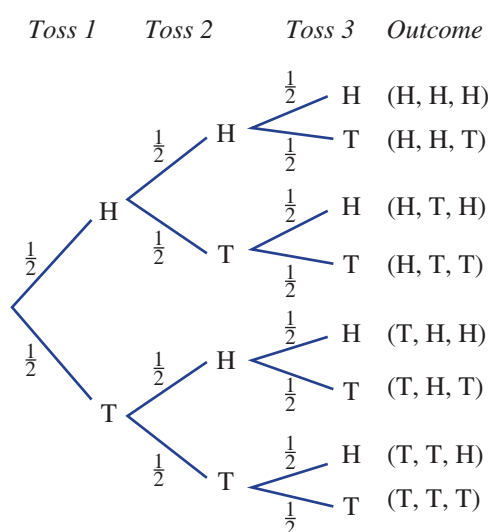 Toss 1 Toss 2 Toss 3 Outcome
1/2 H (H, H, H)
1/2 H
1/2 T (H, H, T)
1/2 H
1/2 H (H, T, H)
1/2 T
1/2 T (H, T, T)
1/2 H (T, H, H)
1/2 H
1/2 T (T, H, T)
1/2 T
1/2 H (T, T, H)
1/2 T
1/2 T (T, T, T)